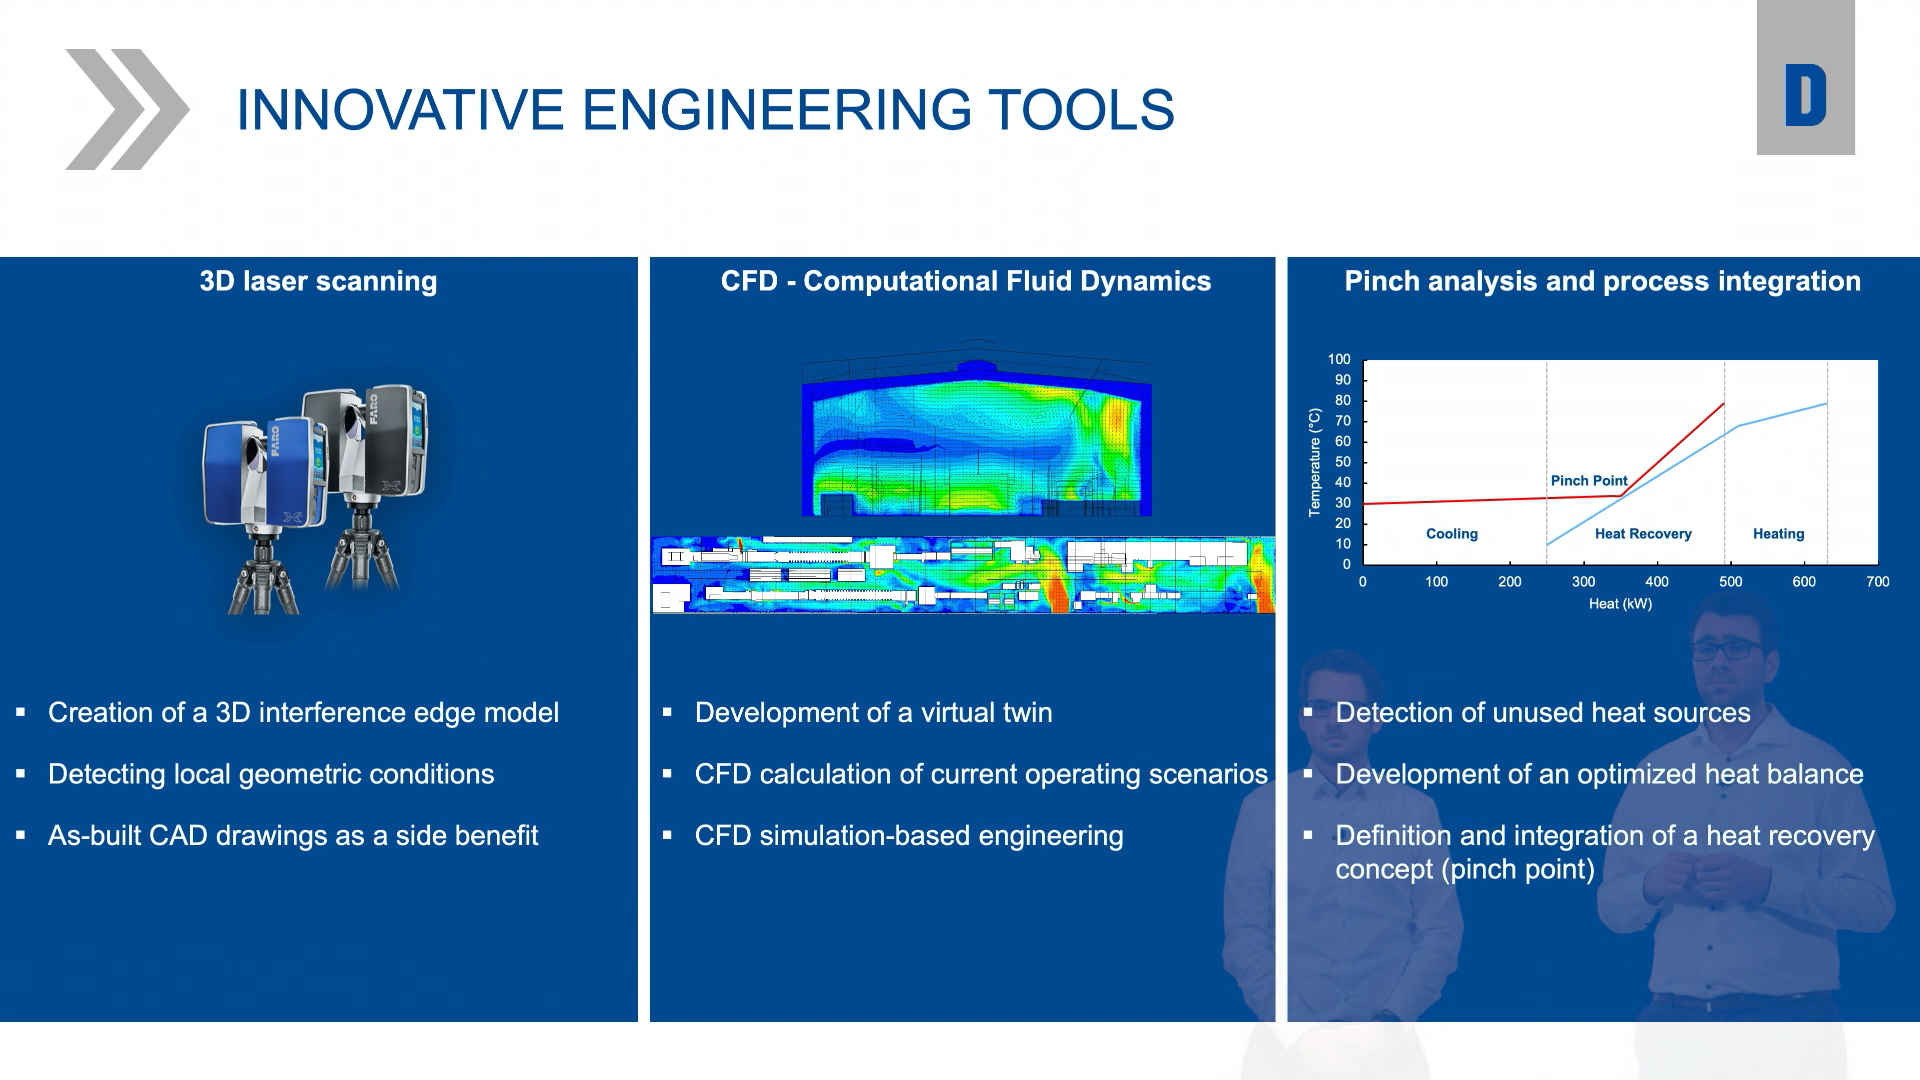 INNOVATIVE ENGINEERING TOOLS
D
3D laser scanning
FARO
FARO
▪ Creation of a 3D interference edge model
▪ Detecting local geometric conditions
▪ As-built CAD drawings as a side benefit
CFD - Computational Fluid Dynamics
▪ Development of a virtual twin
▪ CFD calculation of current operating scenarios
▪ CFD simulation-based engineering
Pinch analysis and process integration
Temperature (°C)
100
90
80
70
60
50
40
30
20
10
0
Pinch Point
Cooling
Heat Recovery
Heating
0 100 200 300 400 500 600 700
Heat (kW)
▪ Detection of unused heat sources
▪ Development of an optimized heat balance
▪ Definition and integration of a heat recovery
concept (pinch point)